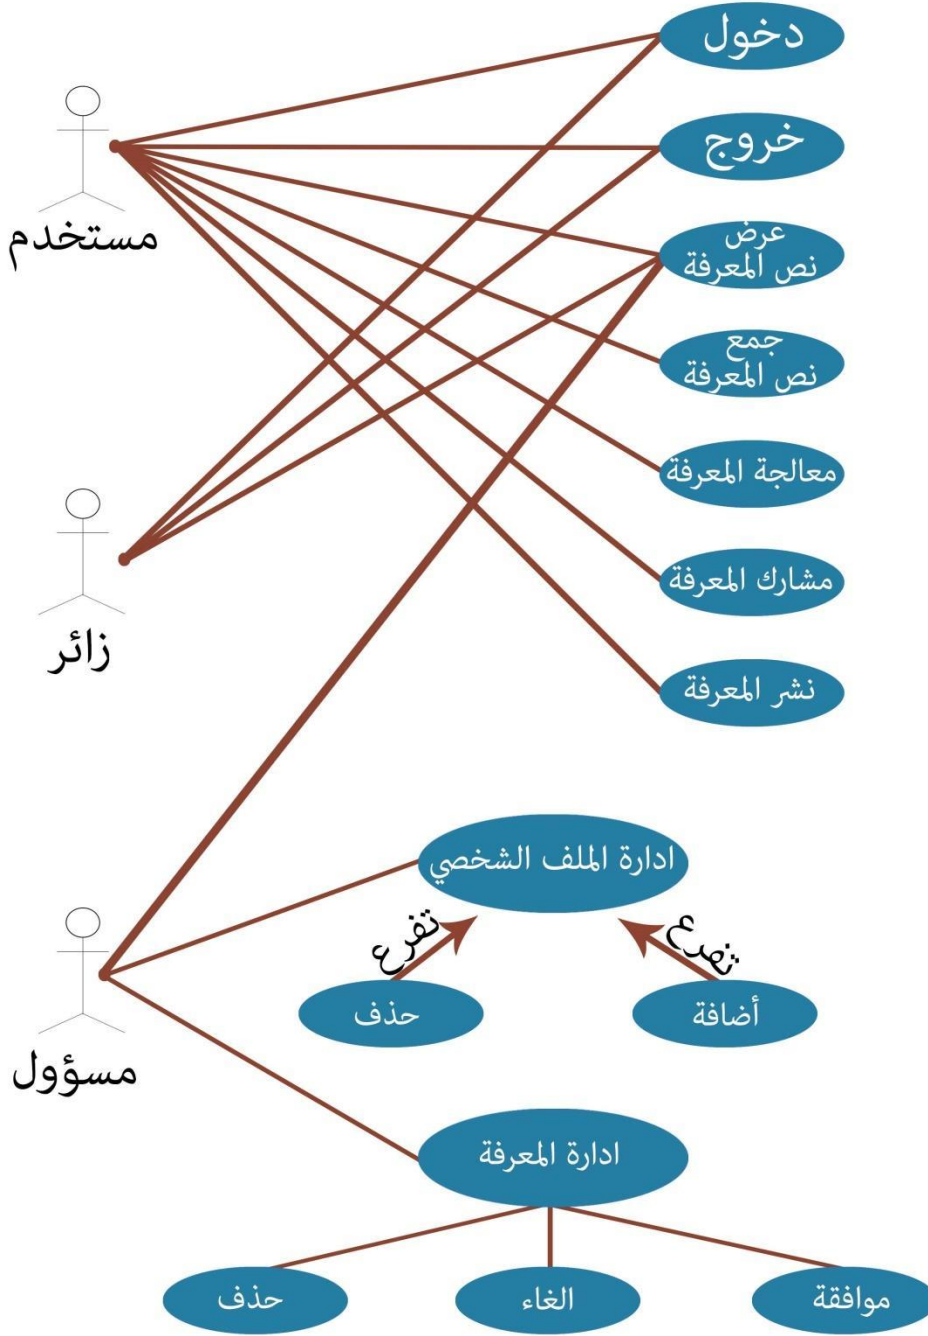 دخول
خروج
مستخدم
عرض
نص المعرفة
جمع
نص المعرفة
معالجة المعرفة
مشارك المعرفة
زائر
نشر المعرفة
ادارة الملف الشخصي
تفرع
تفرع
أضافة
حذف
مسؤول
ادارة المعرفة
موافقة
الغاء
حذف